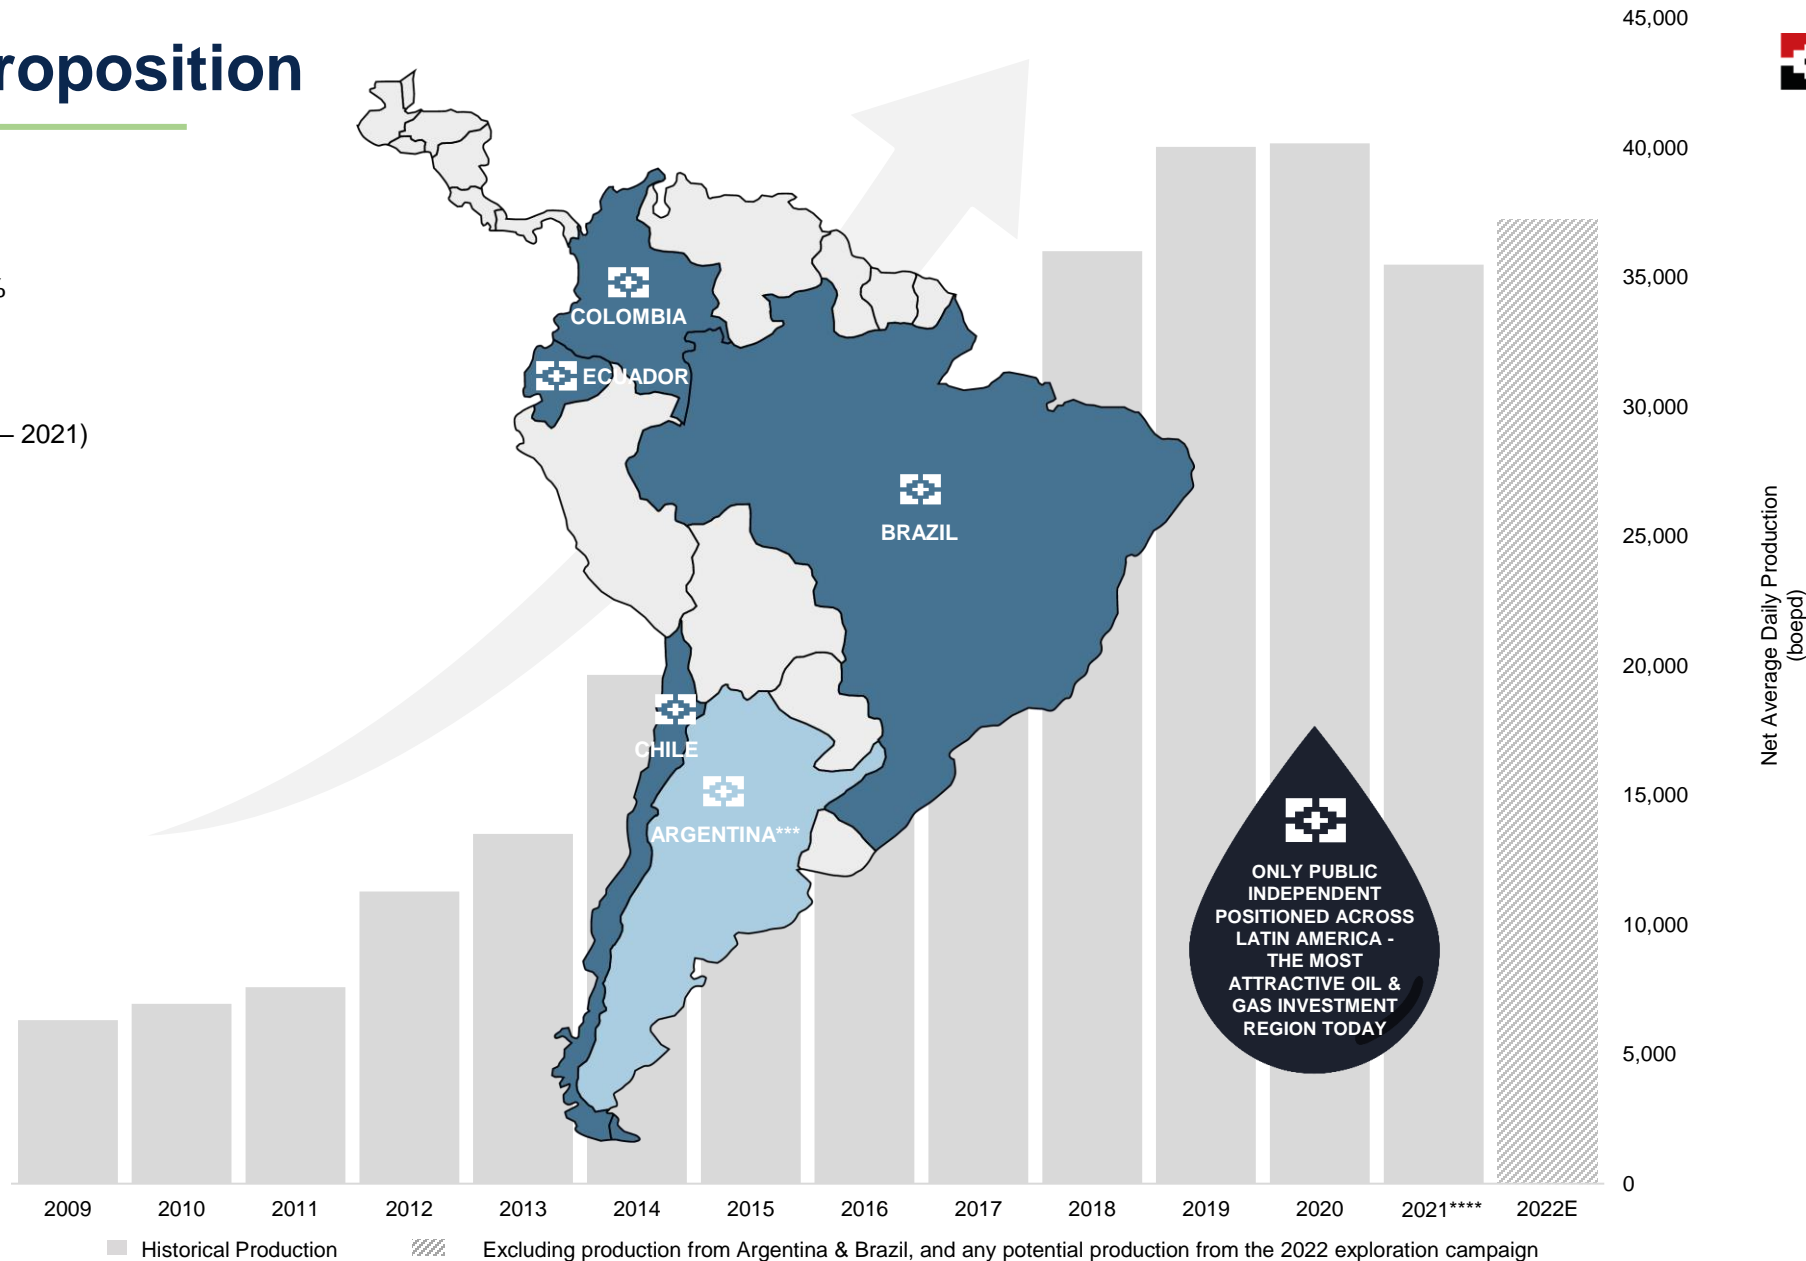 roposition
%
– 2021)
COLOMBIA
ECUADOR
BRAZIL
CHILE
ARGENTINA***
ONLY PUBLIC
INDEPENDENT
POSITIONED ACROSS
LATIN AMERICA -
THE MOST
ATTRACTIVE OIL &
GAS INVESTMENT
REGION TODAY
45,000
40,000
35,000
30,000
25,000
20,000
15,000
10,000
5,000
0
Net Average Daily Production
(boepd)
2009 2010 2011 2012 2013 2014 2015 2016 2017 2018 2019 2020 2021**** 2022E
Historical Production Excluding production from Argentina & Brazil, and any potential production from the 2022 exploration campaign